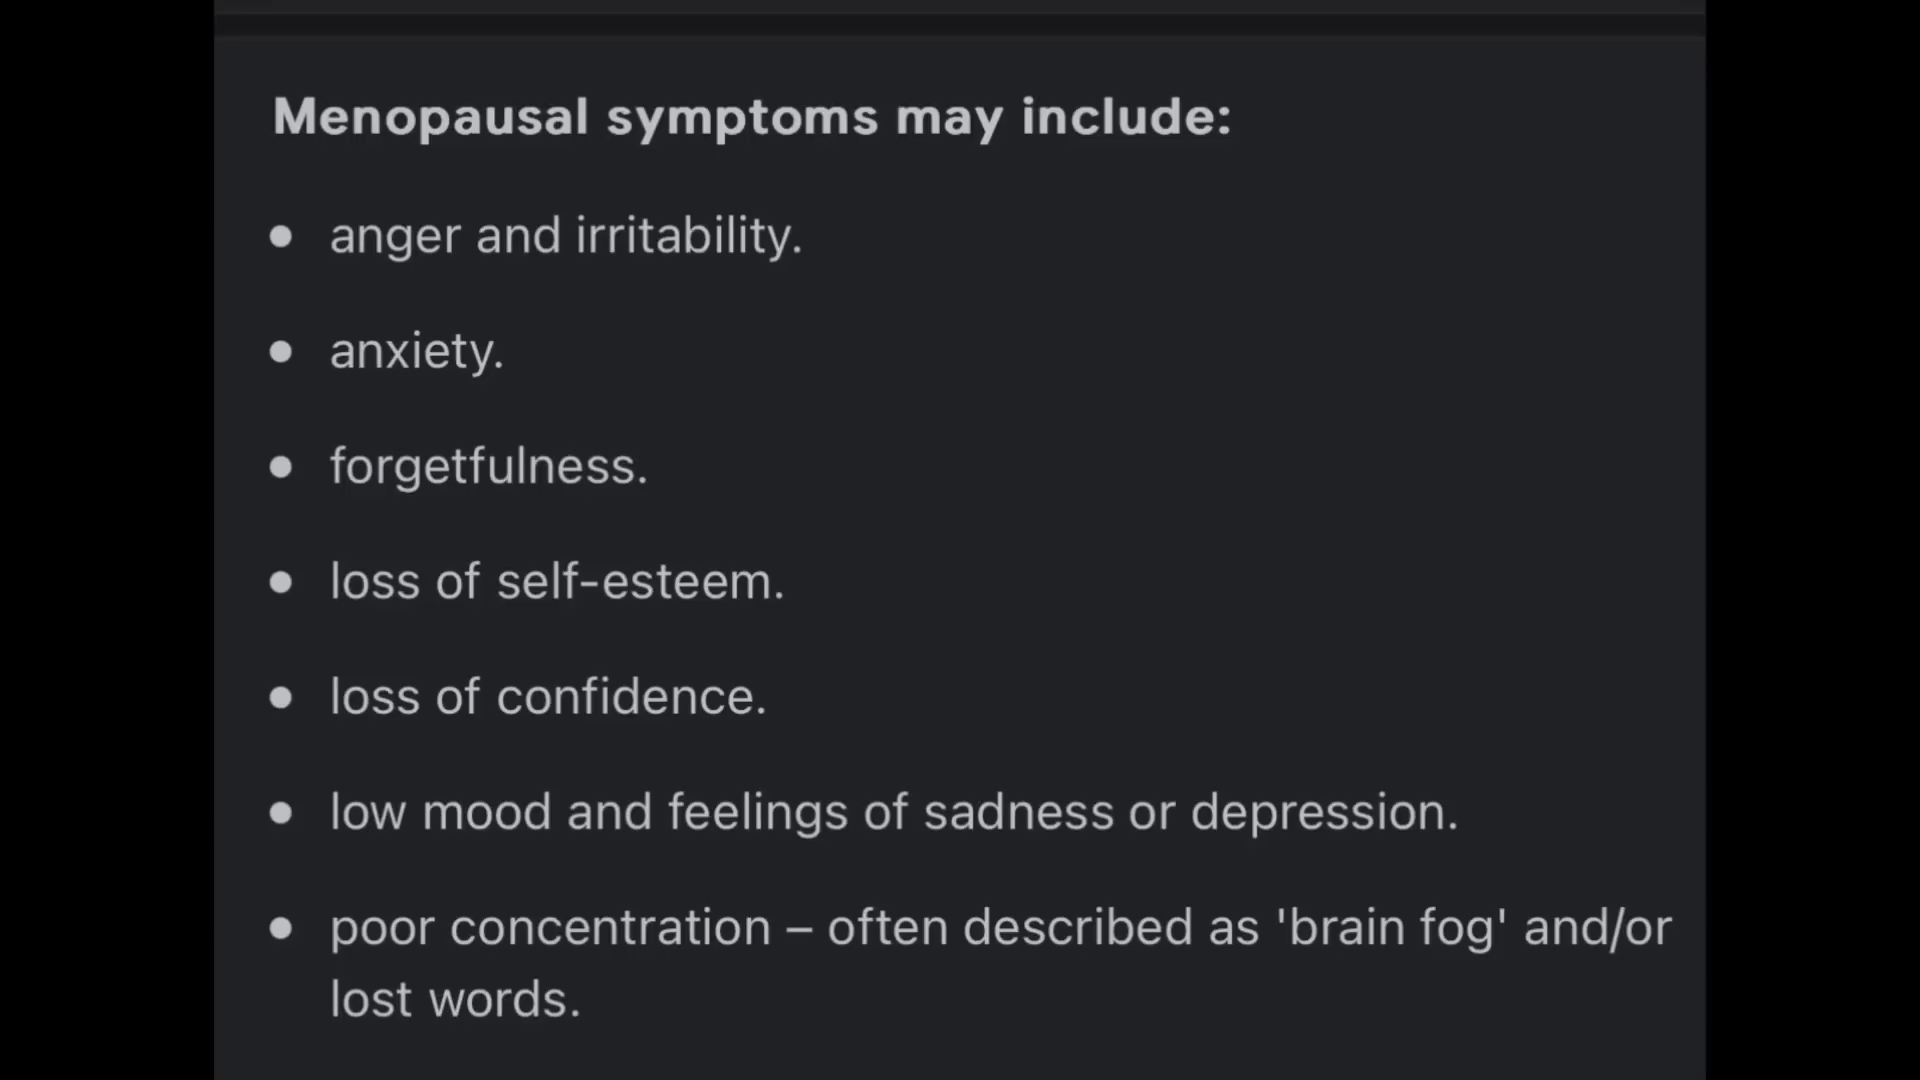 Menopausal symptoms may include:
● anger and irritability.
● anxiety.
● forgetfulness.
● loss of self-esteem.
● loss of confidence.
● low mood and feelings of sadness or depression.
● poor concentration – often described as 'brain fog' and/or
lost words.